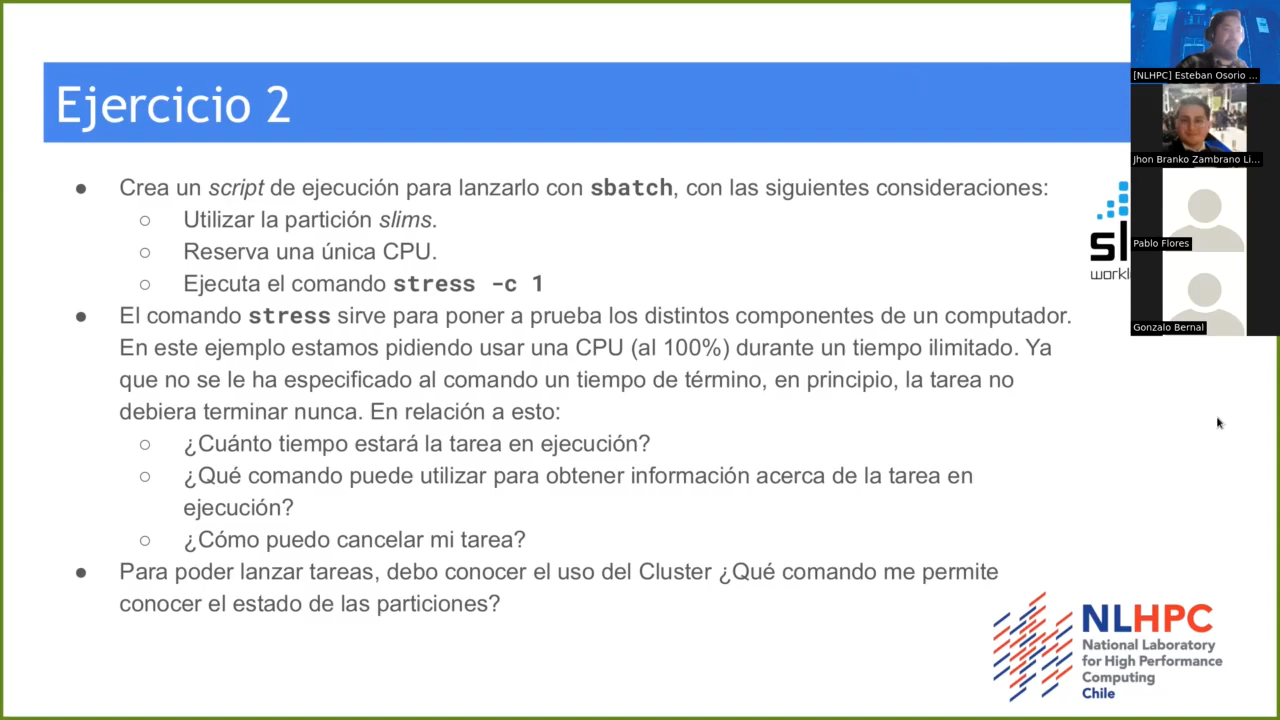 Ejercicio 2
● Crea un script de ejecución para lanzarlo con sbatch, con las siguientes consideraciones:
○ Utilizar la partición slims.
○ Reserva una única CPU.
○ Ejecuta el comando stress -c 1
● El comando stress sirve para poner a prueba los distintos componentes de un computador.
En este ejemplo estamos pidiendo usar una CPU (al 100%) durante un tiempo ilimitado. Ya
que no se le ha especificado al comando un tiempo de término, en principio, la tarea no
debiera terminar nunca. En relación a esto:
○ ¿Cuánto tiempo estará la tarea en ejecución?
○ ¿Qué comando puede utilizar para obtener información acerca de la tarea en
ejecución?
○ ¿Cómo puedo cancelar mi tarea?
● Para poder lanzar tareas, debo conocer el uso del Cluster ¿Qué comando me permite
conocer el estado de las particiones?
sl
workl
[NLHPC] Esteban Osorio ...
Jhon Branko Zambrano Li...
Pablo Flores
Gonzalo Bernal
NLHPC
National Laboratory
for High Performance
Computing
Chile